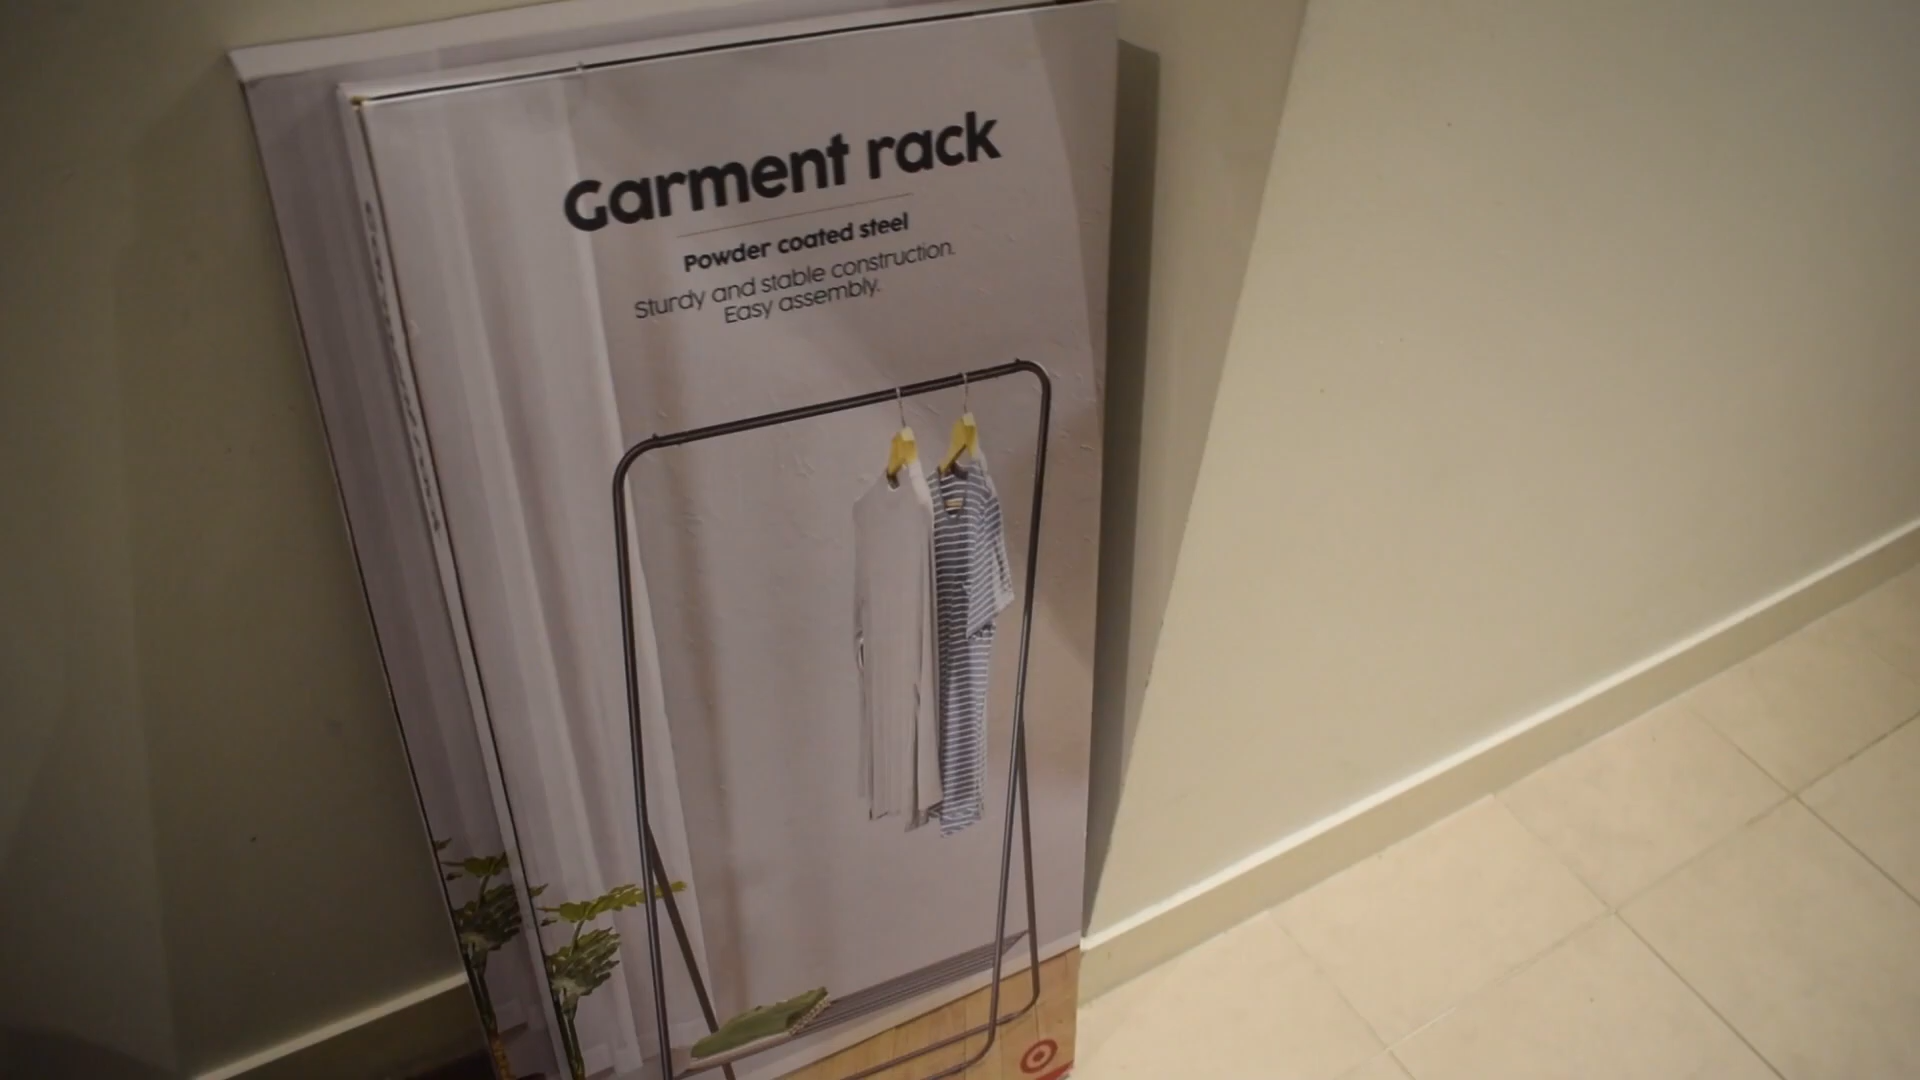 Garment rack
Powder coated steel
Sturdy and stable construction.
Easy assembly.